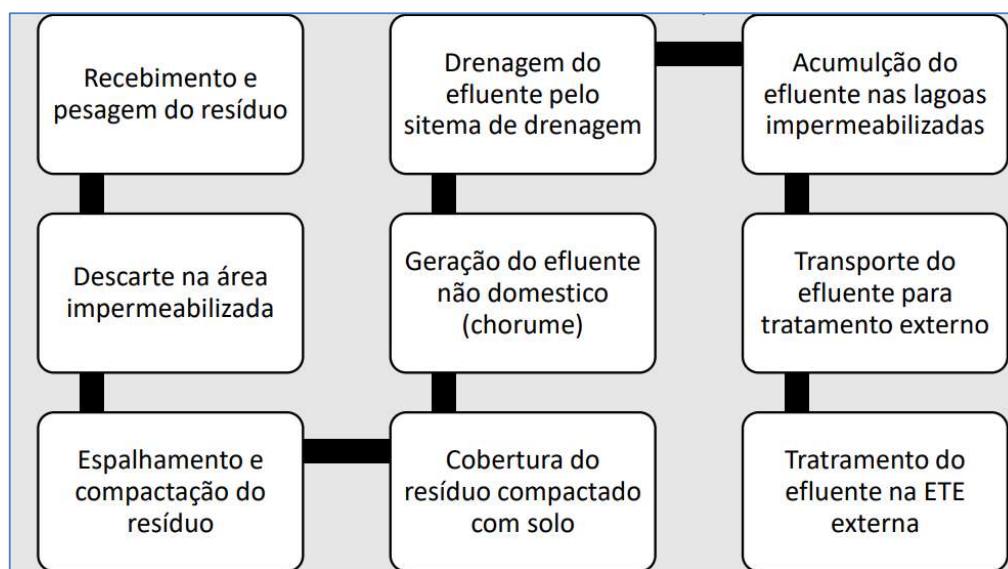 Recebimento e
pesagem do resíduo
Descarte na área
impermeabilizada
Espalhamento e
compactação do
resíduo
Cobertura do
resíduo compactado
com solo
Geração do efluente
não domestico
(chorume)
Drenagem do
efluente pelo
sitema de drenagem
Acumulção do
efluente nas lagoas
impermeabilizadas
Transporte do
efluente para
tratamento externo
Tratramento do
efluente na ETE
externa